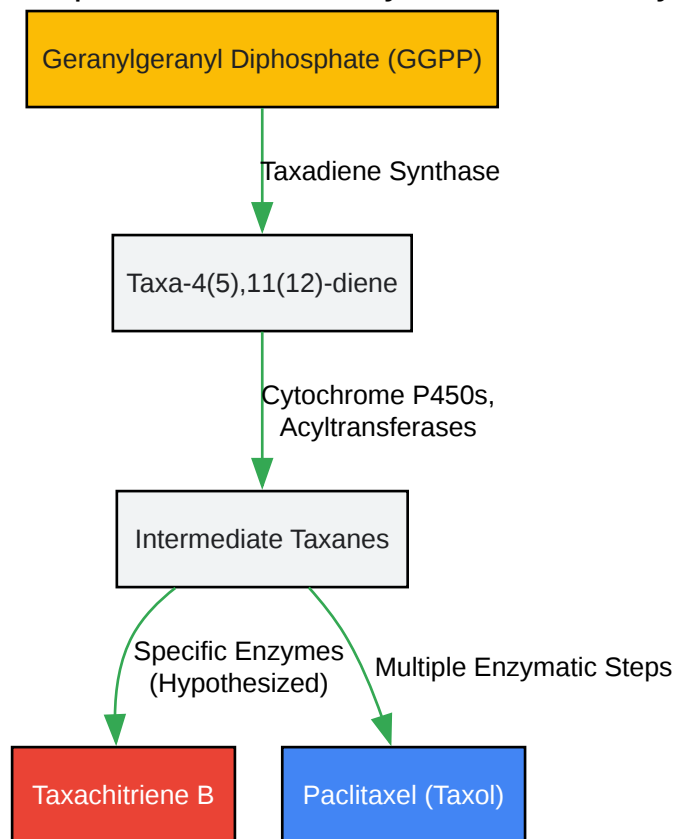 Geranylgeranyl Diphosphate (GGPP)
Taxadiene Synthase
Taxa-4(5),11(12)-diene
Cytochrome P450s,
Acyltransferases
Intermediate Taxanes
Specific Enzymes
(Hypothesized)
Multiple Enzymatic Steps
Taxachitriene B
Paclitaxel (Taxol)